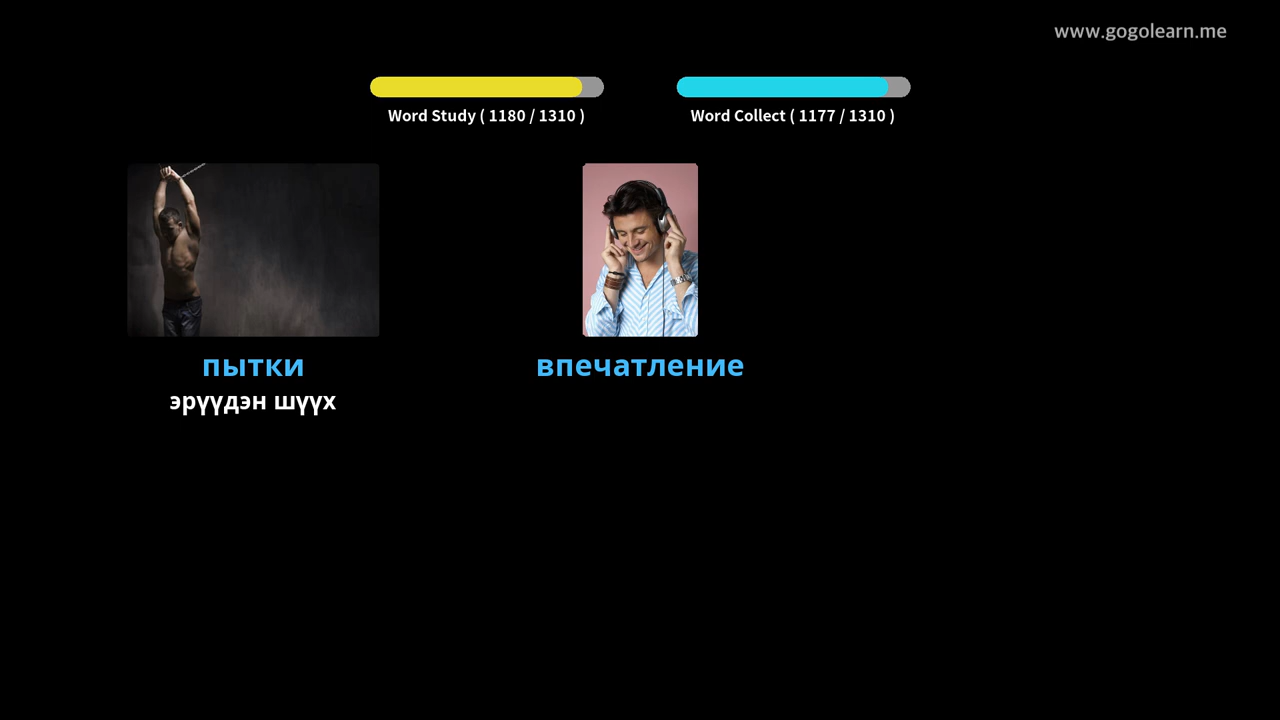 www.gogolearn.me
Word Study ( 1180 / 1310 )
Word Collect ( 1177 / 1310 )
пытки
эрүүдэн шүүх
впечатление